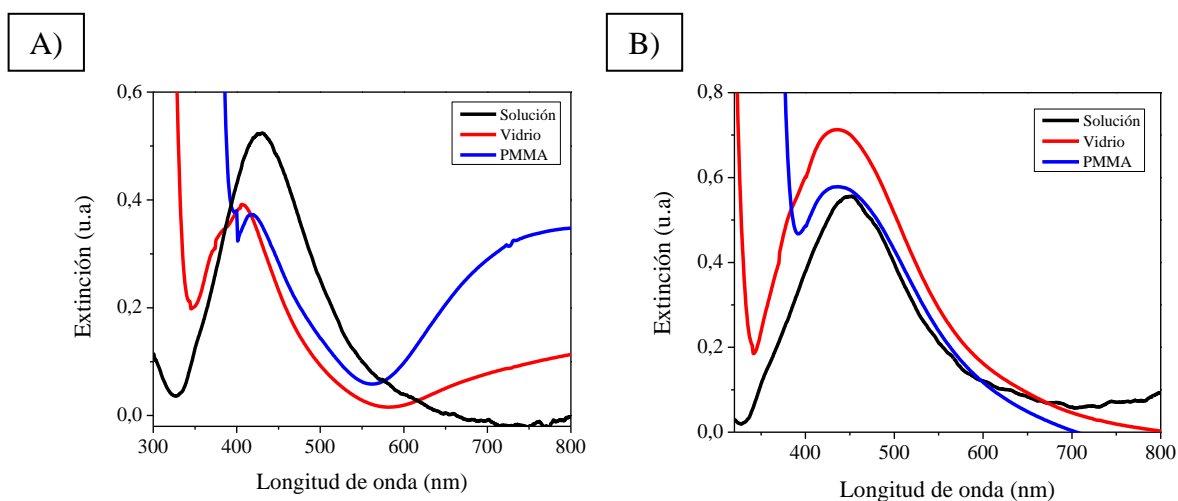 A)
0,6
0,4
0,2
0,0
Extinción (u.a)
Solución
Vidrio
PMMA
300 400 500 600 700 800
Longitud de onda (nm)
B)
0,8
0,6
0,4
0,2
0,0
Extinción (u.a)
Solución
Vidrio
PMMA
400 500 600 700 800
Longitud de onda (nm)